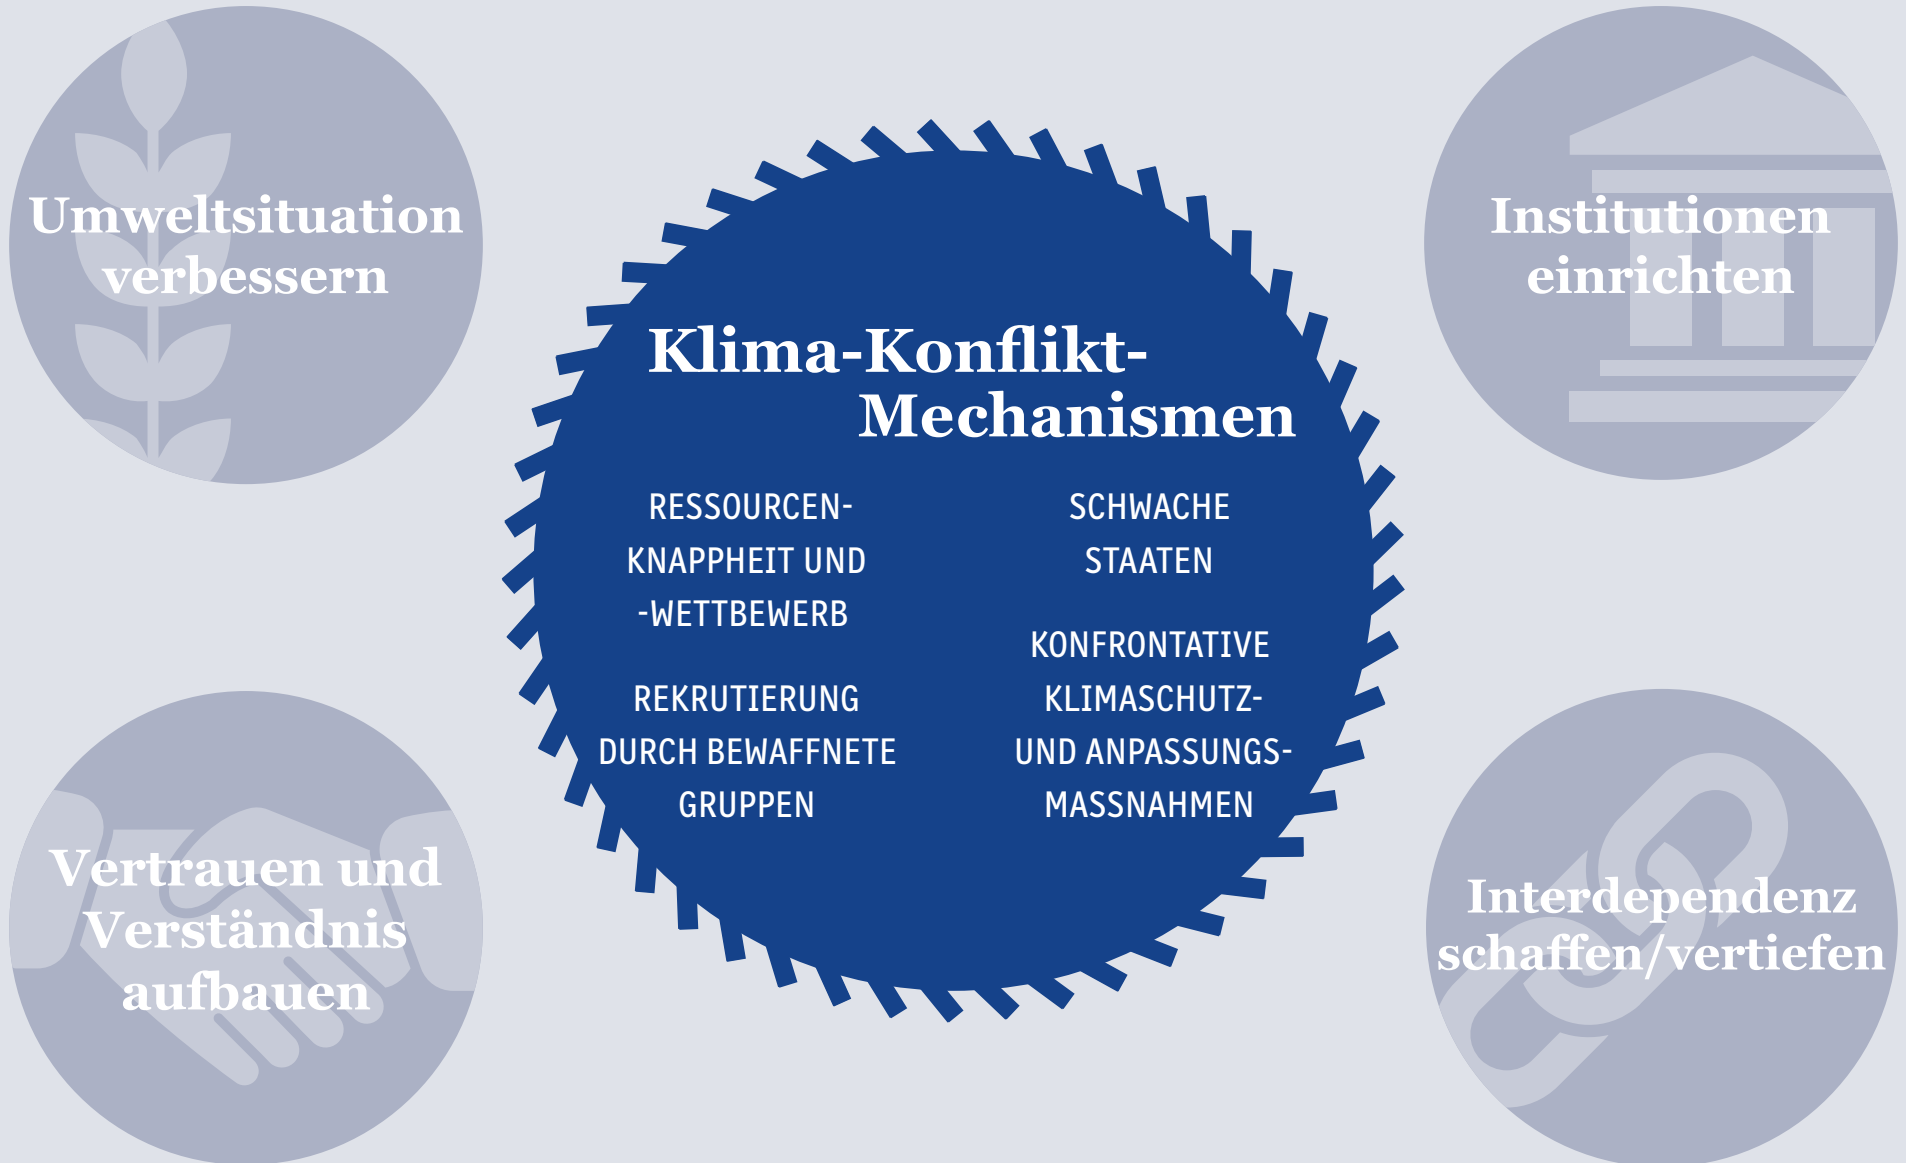 Umweltsituation
verbessern
Institutionen
einrichten
Klima-Konflikt-
Mechanismen
RESSOURCEN-
KNAPPHEIT UND
-WETTBEWERB
REKRUTIERUNG
DURCH BEWAFFNETE
GRUPPEN
SCHWACHE
STAATEN
KONFRONTATIVE
KLIMASCHUTZ-
UND ANPASSUNGS-
MASSNAHMEN
Vertrauen und
Verständnis
aufbauen
Interdependenz
schaffen/vertiefen